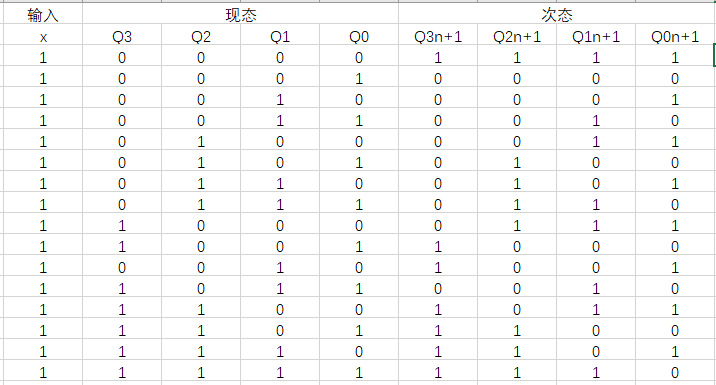 输入 现态 次态
x Q3 Q2 Q1 Q0 Q3n+1 Q2n+1 Q1n+1 Q0n+1
1 0 0 0 0 1 1 1 1
1 0 0 0 1 0 0 0 0
1 0 0 1 0 0 0 0 1
1 0 0 1 1 0 0 1 0
1 0 1 0 0 0 0 1 1
1 0 1 0 1 0 1 0 0
1 0 1 1 0 0 1 0 1
1 0 1 1 1 0 1 1 0
1 1 0 0 0 0 1 1 1
1 1 0 0 1 1 0 0 0
1 0 0 1 0 1 0 0 1
1 1 0 1 1 0 0 1 0
1 1 1 0 0 1 0 1 1
1 1 1 0 1 1 1 0 0
1 1 1 1 0 1 1 0 1
1 1 1 1 1 1 1 1 0